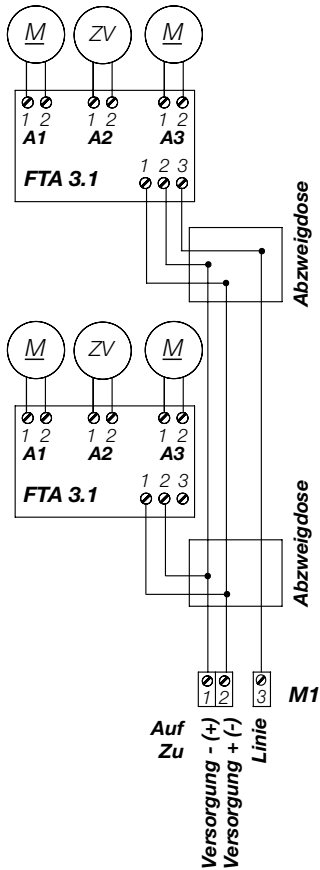 M ZV M
1 2 1 2 1 2
A1 A2 A3
1 2 3
FTA 3.1
Abzweigdose
M ZV M
1 2 1 2 1 2
A1 A2 A3
1 2 3
FTA 3.1
Abzweigdose
1 2 3 M1
Auf
Zu
Versorgung - (+)
Versorgung + (-)
Linie